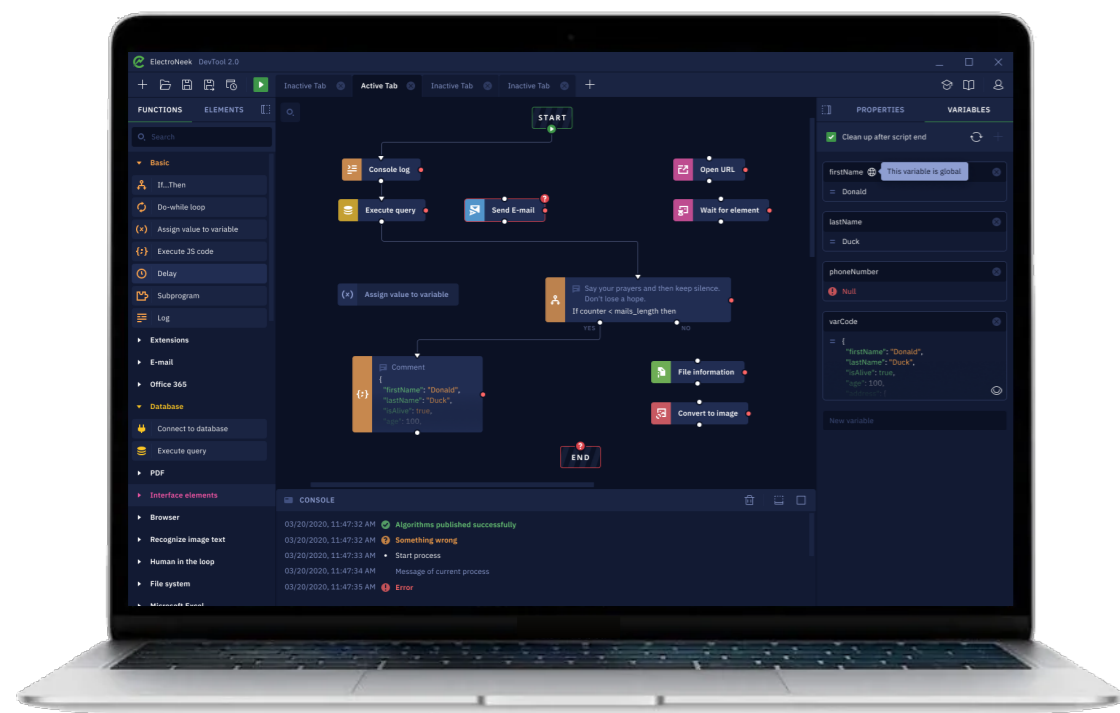 ElectroNeek DevTool 2.0
Inactive Tab
Active Tab
Inactive Tab
Inactive Tab
FUNCTIONS
ELEMENTS
Search
Basic
If...Then
Do-while loop
(x) Assign value to variable
{:} Execute JS code
Delay
Subprogram
Log
Extensions
E-mail
Office 365
Database
Connect to database
Execute query
PDF
Interface elements
Browser
Recognize image text
Human in the loop
File system
Microsoft Excel
START
Console log
Open URL
Execute query
Send E-mail
?
Wait for element
(x) Assign value to variable
Say your prayers and then keep silence.
Don't lose a hope.
If counter < mails_length then
YES
NO
{:}
Comment
{
"firstName": "Donald",
"lastName": "Duck",
"isAlive": true,
"age": 100,
File information
Convert to image
?
END
CONSOLE
03/20/2020, 11:47:32 AM Algorithms published successfully
03/20/2020, 11:47:32 AM ? Something wrong
03/20/2020, 11:47:33 AM • Start process
03/20/2020, 11:47:34 AM Message of current process
03/20/2020, 11:47:35 AM ! Error
PROPERTIES
VARIABLES
Clean up after script end
firstName
This variable is global
= Donald
lastName
= Duck
phoneNumber
! Null
varCode
= {
"firstName": "Donald",
"lastName": "Duck",
"isAlive": true,
"age": 100,
New variable